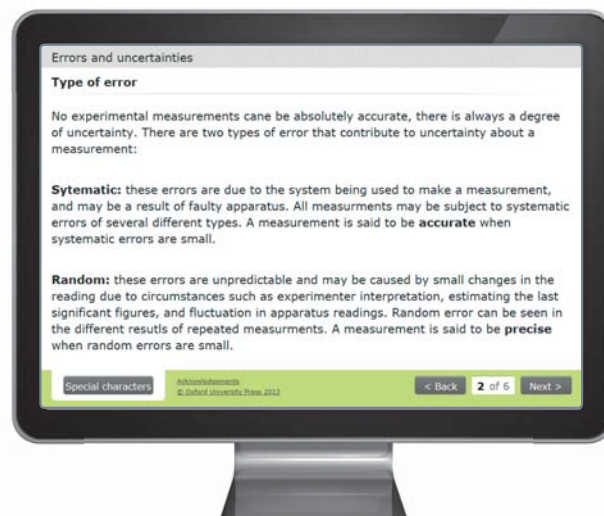 Errors and uncertainties
Type of error
No experimental measurements cane be absolutely accurate, there is always a degree
of uncertainty. There are two types of error that contribute to uncertainty about a
measurement:
Sytematic: these errors are due to the system being used to make a measurement,
and may be a result of faulty apparatus. All measurments may be subject to systematic
errors of several different types. A measurement is said to be accurate when
systematic errors are small.
Random: these errors are unpredictable and may be caused by small changes in the
reading due to circumstances such as experimenter interpretation, estimating the last
significant figures, and fluctuation in apparatus readings. Random error can be seen in
the different resutls of repeated measurments. A measurement is said to be precise
when random errors are small.
Special characters
Acknowledgements
© Oxford University Press 2013
< Back 2 of 6 Next >